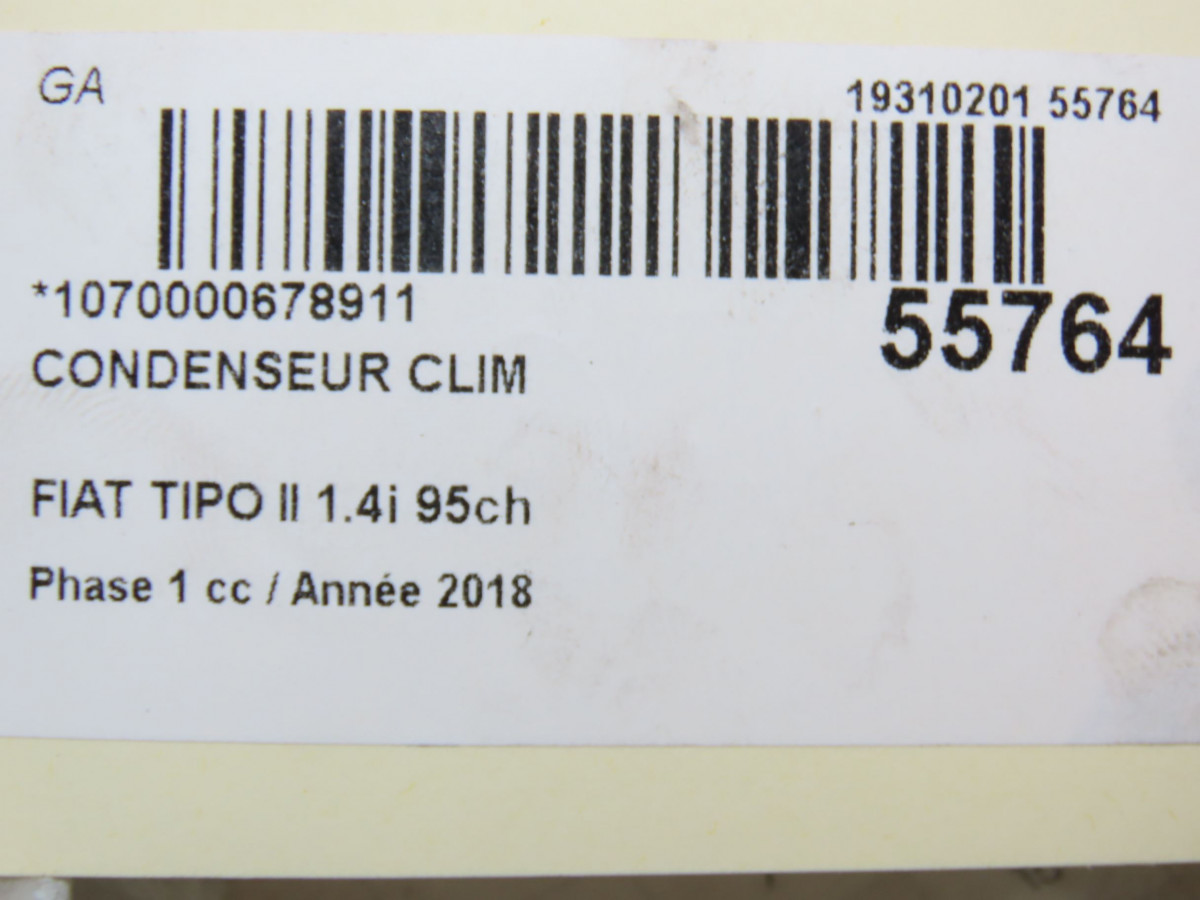 GA
19310201 55764
*1070000678911
55764
CONDENSEUR CLIM
FIAT TIPO II 1.4i 95ch
Phase 1 cc / Année 2018